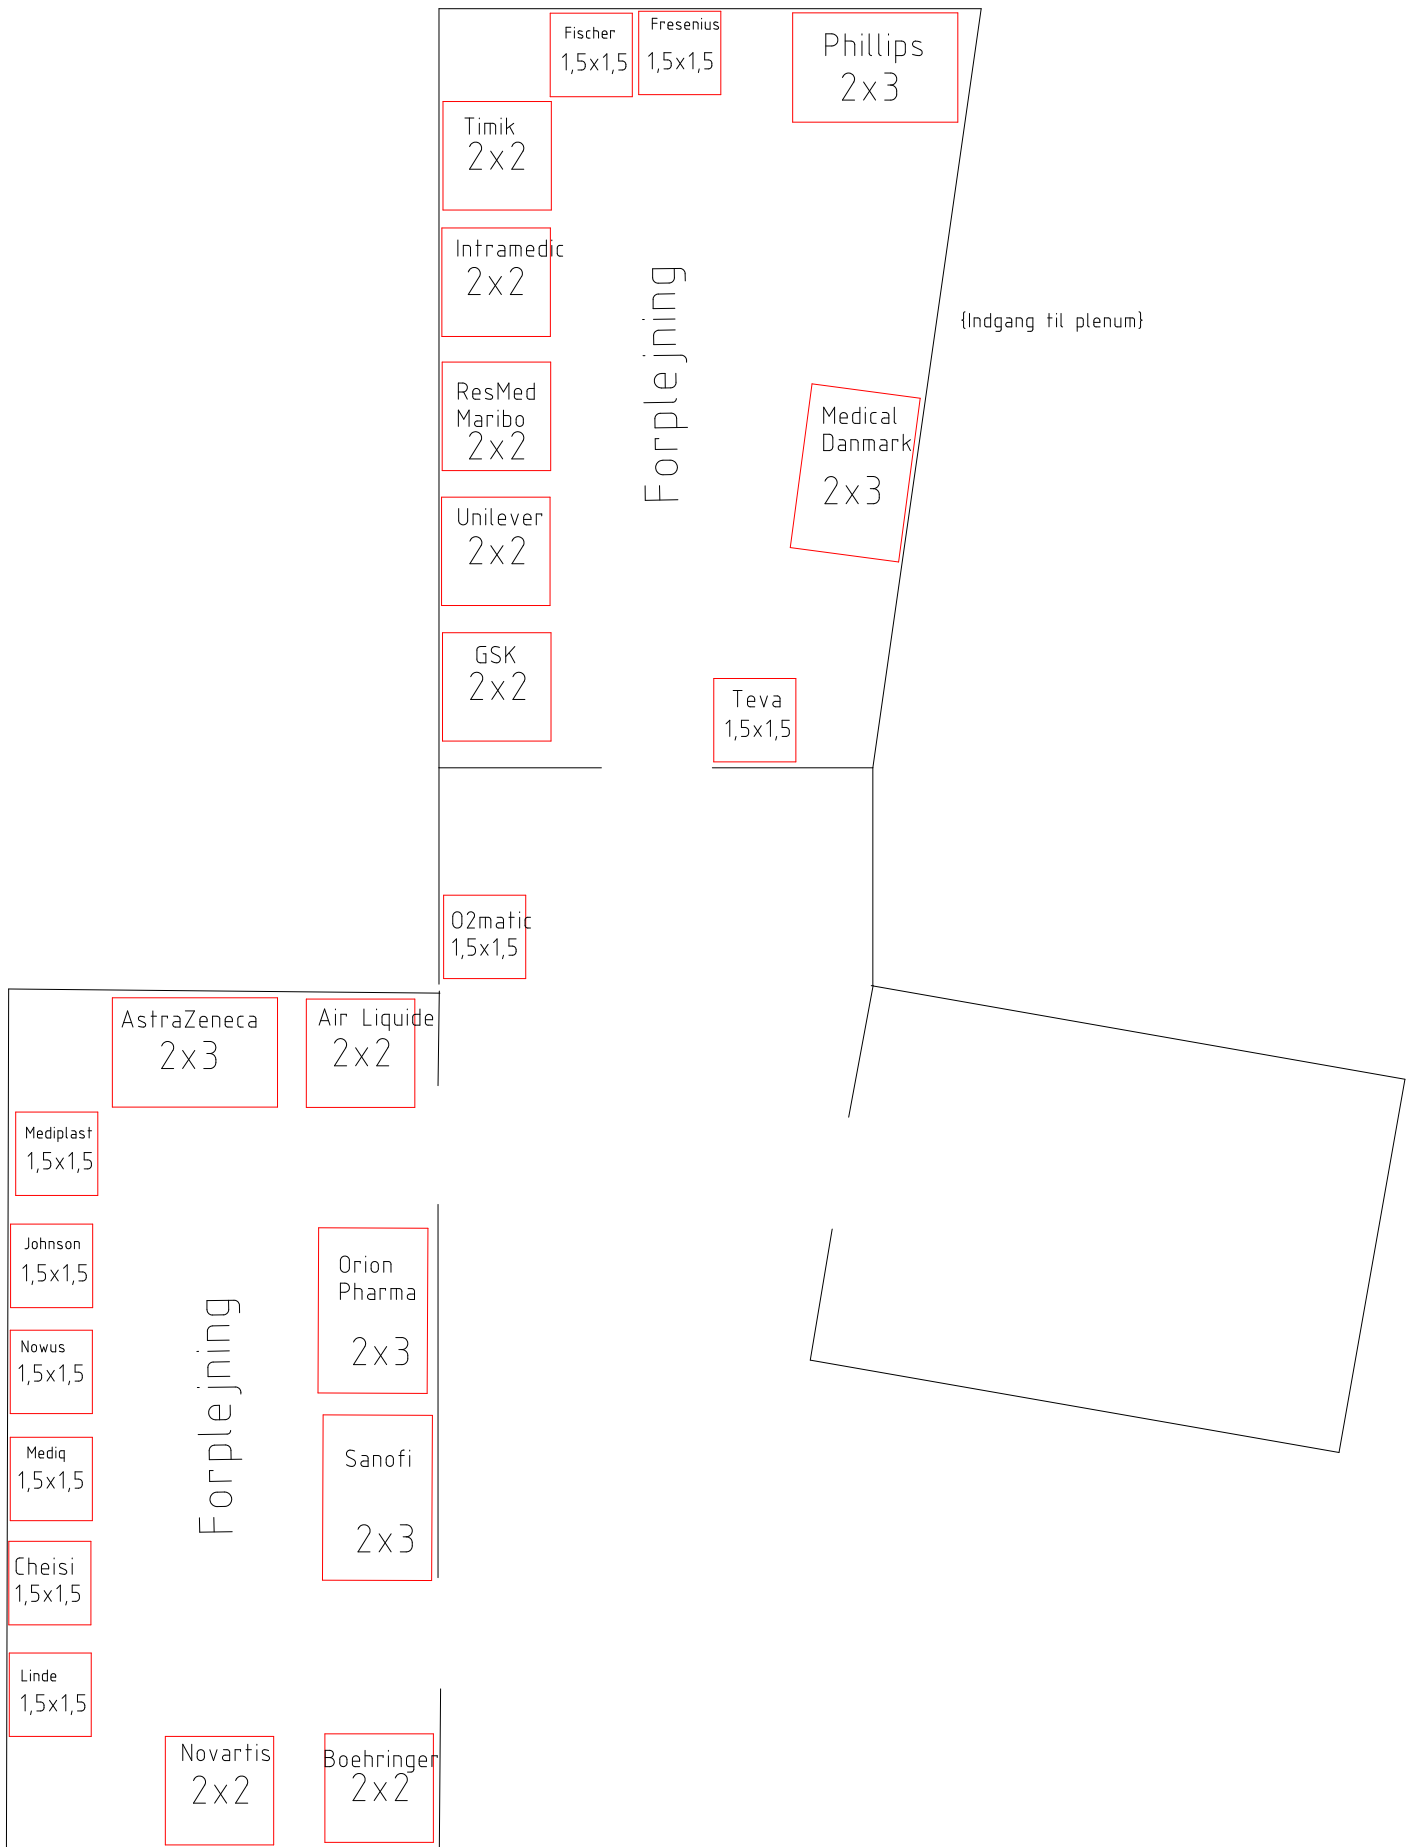 Fischer
1,5x1,5
Fresenius
1,5x1,5
Phillips
2x3
Timik
2x2
Intramedic
2x2
{Indgang til plenum}
Forplejning
ResMed
Maribo
2x2
Medical
Danmark
2x3
Unilever
2x2
GSK
2x2
Teva
1,5x1,5
O2matic
1,5x1,5
AstraZeneca
2x3
Air Liquide
2x2
Mediplast
1,5x1,5
Johnson
1,5x1,5
Orion
Pharma
2x3
Forplejning
Nowus
1,5x1,5
Mediq
1,5x1,5
Sanofi
2x3
Cheisi
1,5x1,5
Linde
1,5x1,5
Novartis
2x2
Boehringer
2x2